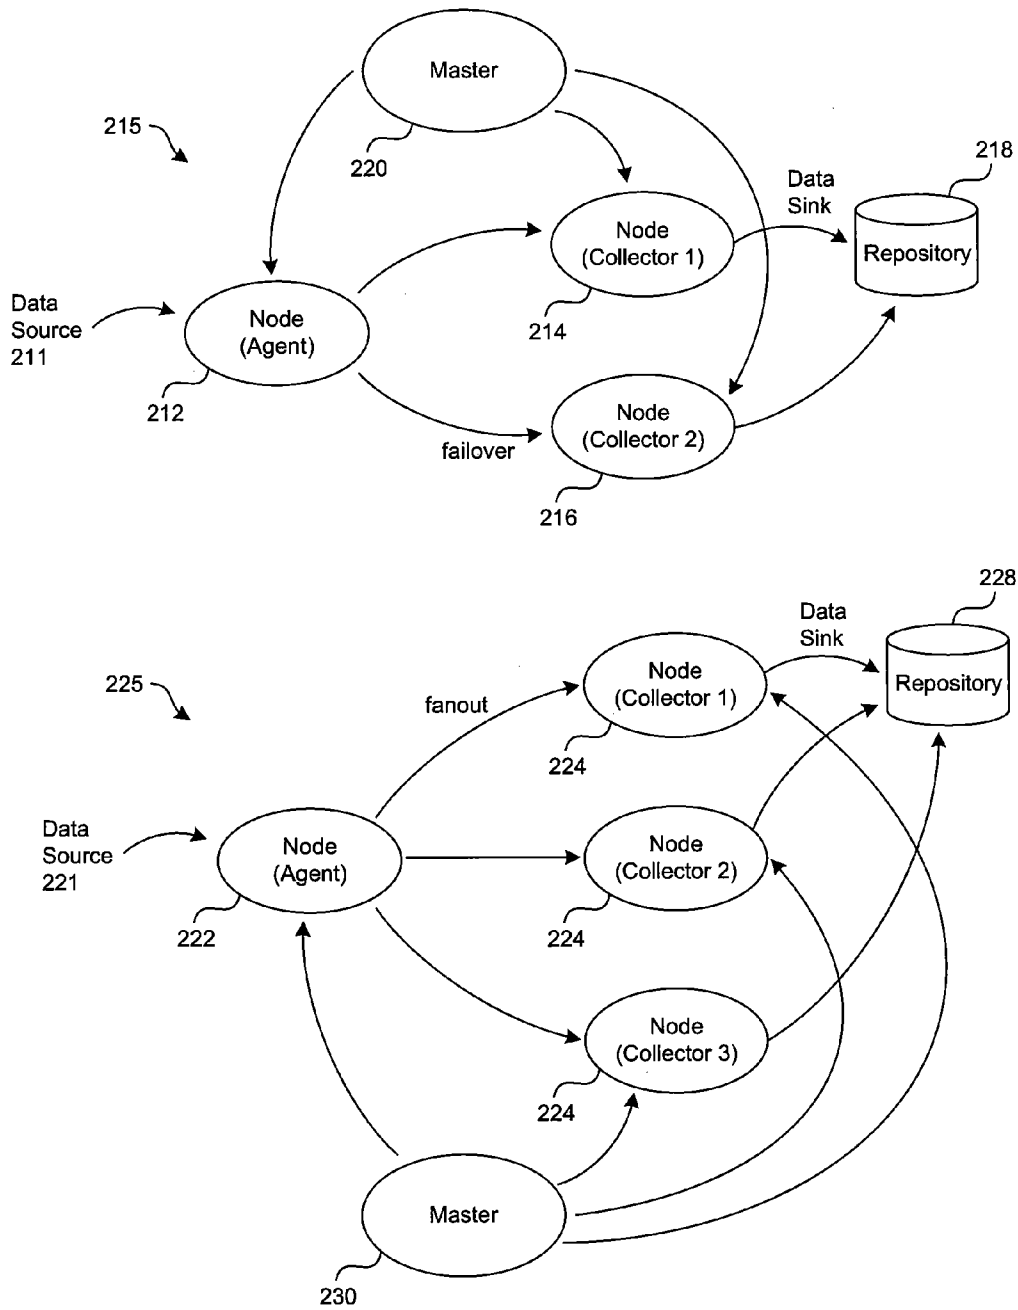 Master
215
220
218
Data
Sink
Node
(Collector 1)
Repository
214
Data
Source
211
Node
(Agent)
212
Node
(Collector 2)
failover
216
228
Data
Sink
Node
(Collector 1)
Repository
225
fanout
224
Data
Source
221
Node
(Agent)
222
Node
(Collector 2)
224
Node
(Collector 3)
224
Master
230